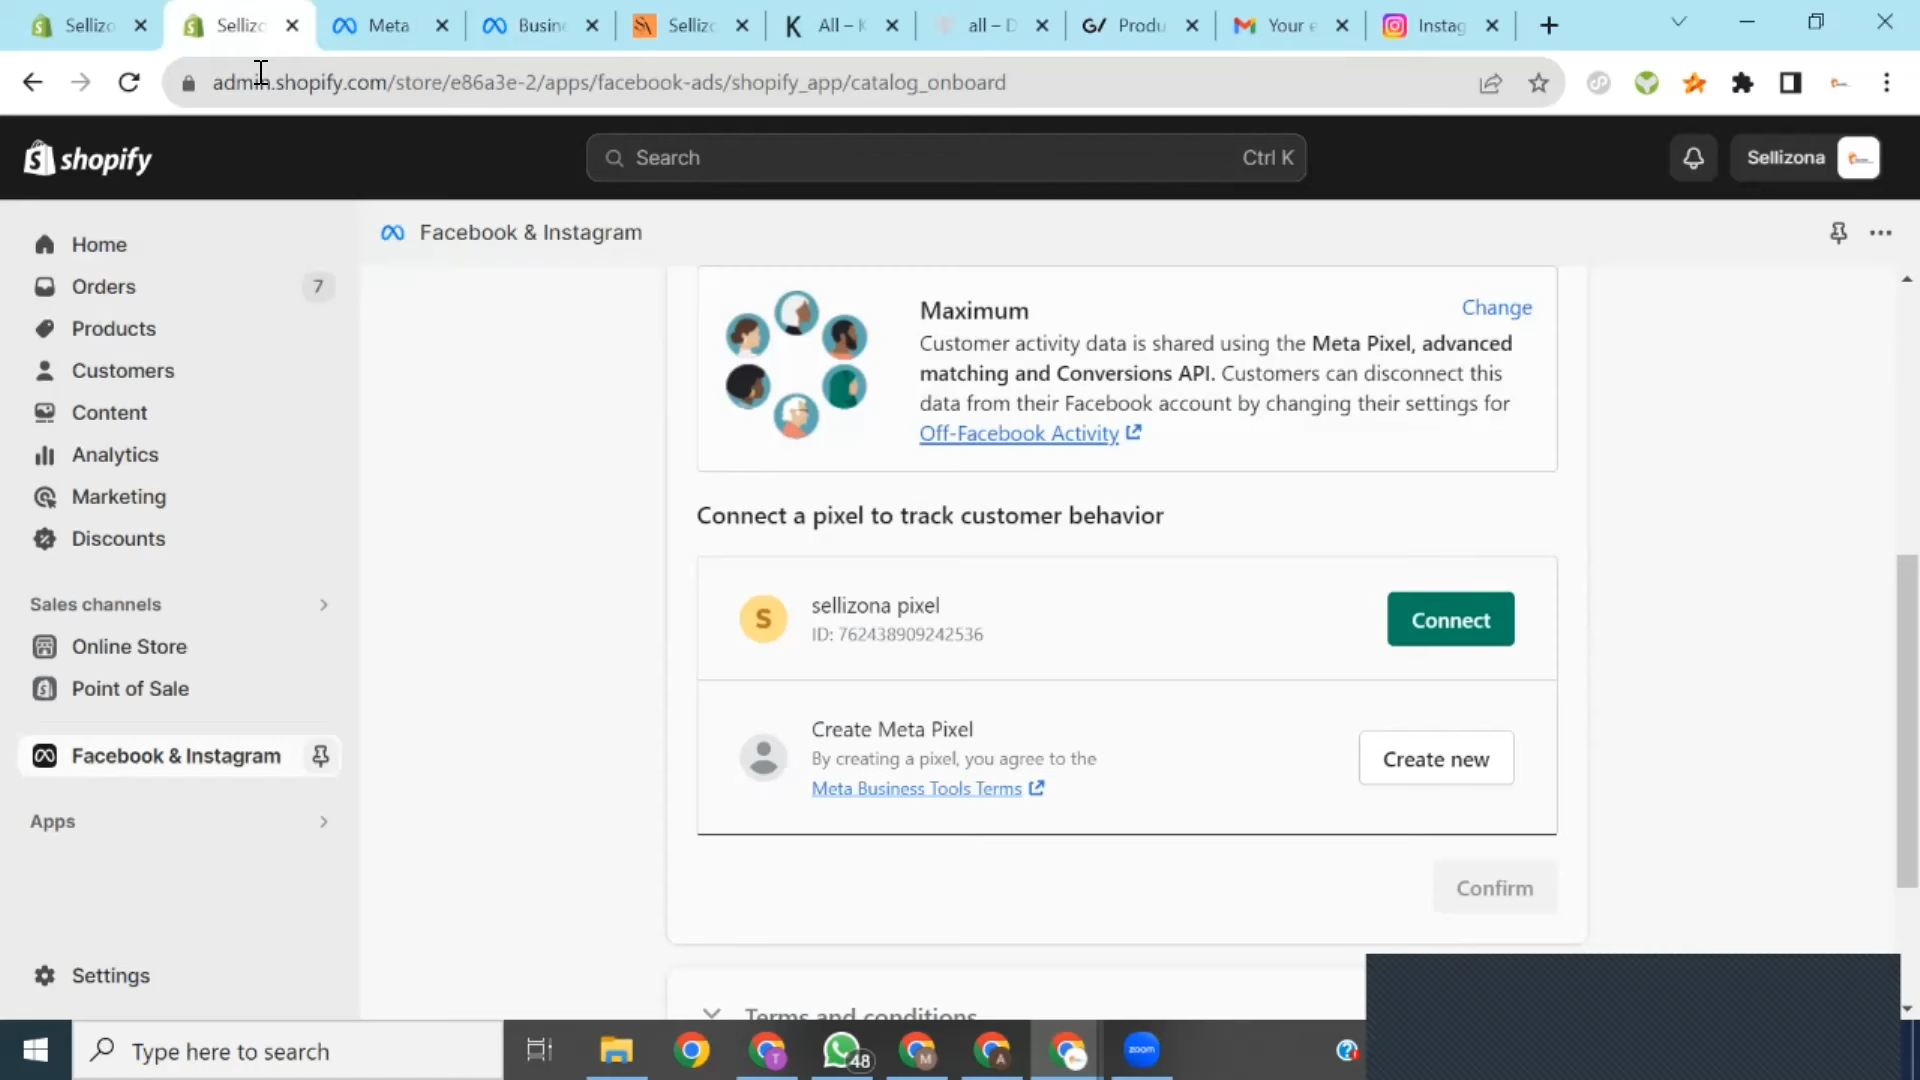 Sellizo
Sellizo
Meta
Busine
Sellizo
All – K
all – D
G/ Produ
Your e
Instag
admin.shopify.com/store/e86a3e-2/apps/facebook-ads/shopify_app/catalog_onboard
shopify
Search
Ctrl K
Sellizona
Home
Orders
7
Products
Customers
Content
Analytics
Marketing
Discounts
Sales channels
Online Store
Point of Sale
Facebook & Instagram
Apps
Settings
Facebook & Instagram
Maximum
Change
Customer activity data is shared using the Meta Pixel, advanced
matching and Conversions API. Customers can disconnect this
data from their Facebook account by changing their settings for
Off-Facebook Activity
Connect a pixel to track customer behavior
S
sellizona pixel
ID: 762438909242536
Connect
Create Meta Pixel
By creating a pixel, you agree to the
Meta Business Tools Terms
Create new
Confirm
Terms and conditions
Type here to search
T
48
M
A
zoom